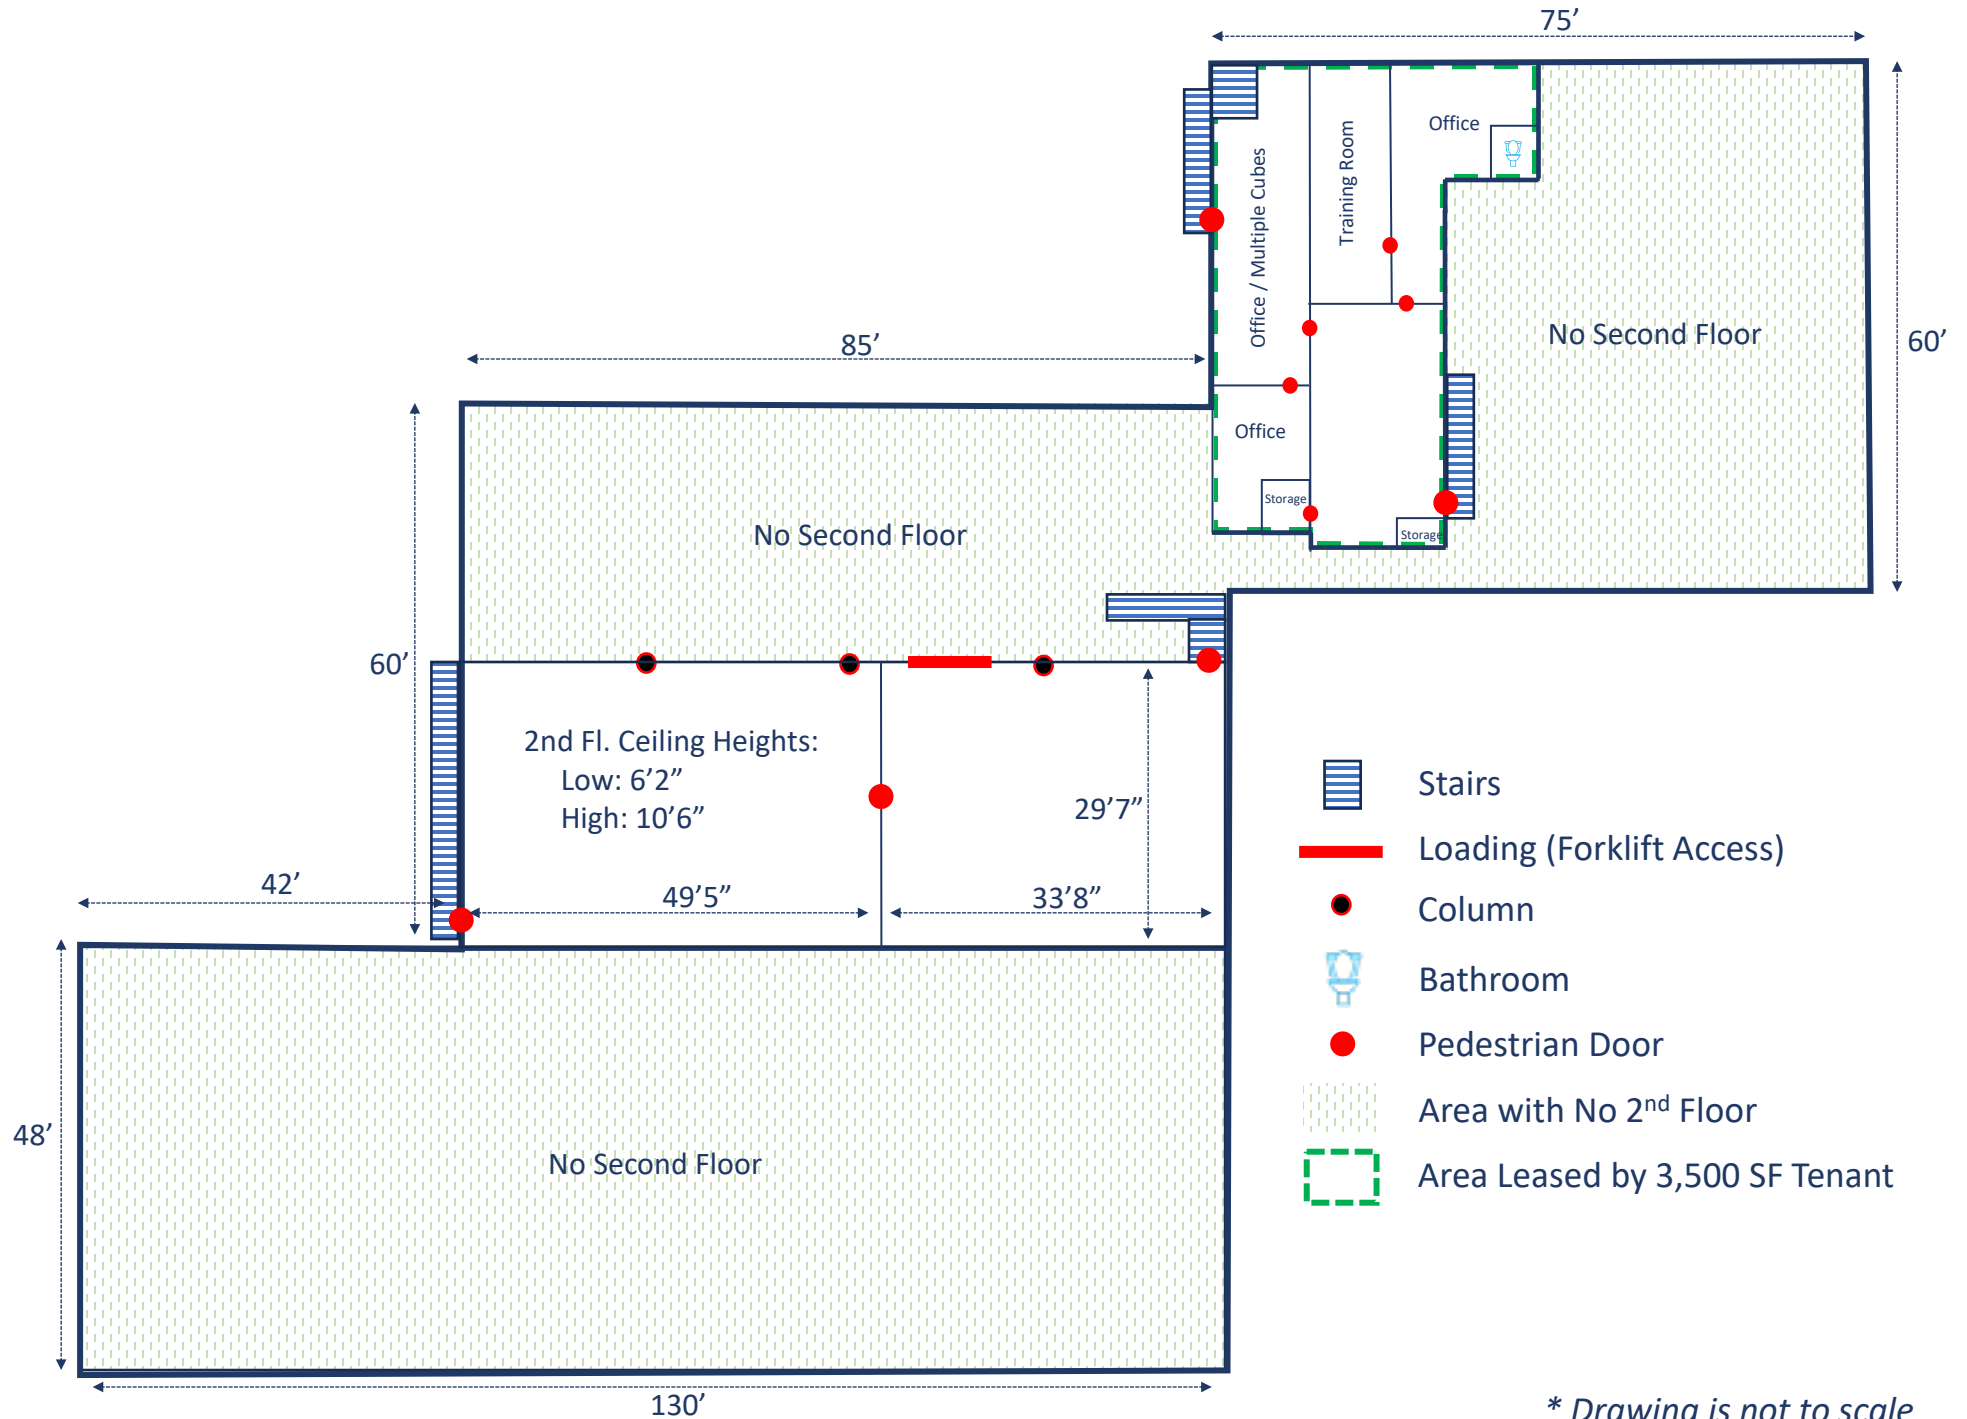 75’
Office
Training Room
Office / Multiple Cubes
No Second Floor
60’
85’
Office
Storage
Storage
No Second Floor
60’
2nd Fl. Ceiling Heights:
Low: 6’2”
High: 10’6”
29’7”
42’
49’5”
33’8”
Stairs
Loading (Forklift Access)
Column
Bathroom
Pedestrian Door
Area with No 2nd Floor
Area Leased by 3,500 SF Tenant
48’
No Second Floor
130’
* Drawing is not to scale